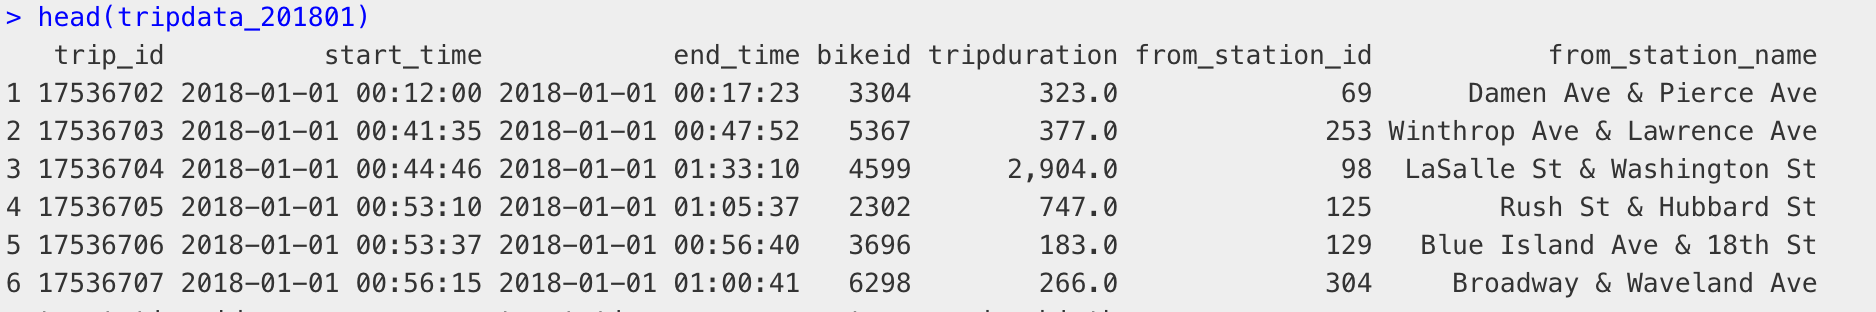 > head(tripdata_201801)
trip_id start_time end_time bikeid tripduration from_station_id from_station_name
1 17536702 2018-01-01 00:12:00 2018-01-01 00:17:23 3304 323.0 69 Damen Ave & Pierce Ave
2 17536703 2018-01-01 00:41:35 2018-01-01 00:47:52 5367 377.0 253 Winthrop Ave & Lawrence Ave
3 17536704 2018-01-01 00:44:46 2018-01-01 01:33:10 4599 2,904.0 98 LaSalle St & Washington St
4 17536705 2018-01-01 00:53:10 2018-01-01 01:05:37 2302 747.0 125 Rush St & Hubbard St
5 17536706 2018-01-01 00:53:37 2018-01-01 00:56:40 3696 183.0 129 Blue Island Ave & 18th St
6 17536707 2018-01-01 00:56:15 2018-01-01 01:00:41 6298 266.0 304 Broadway & Waveland Ave